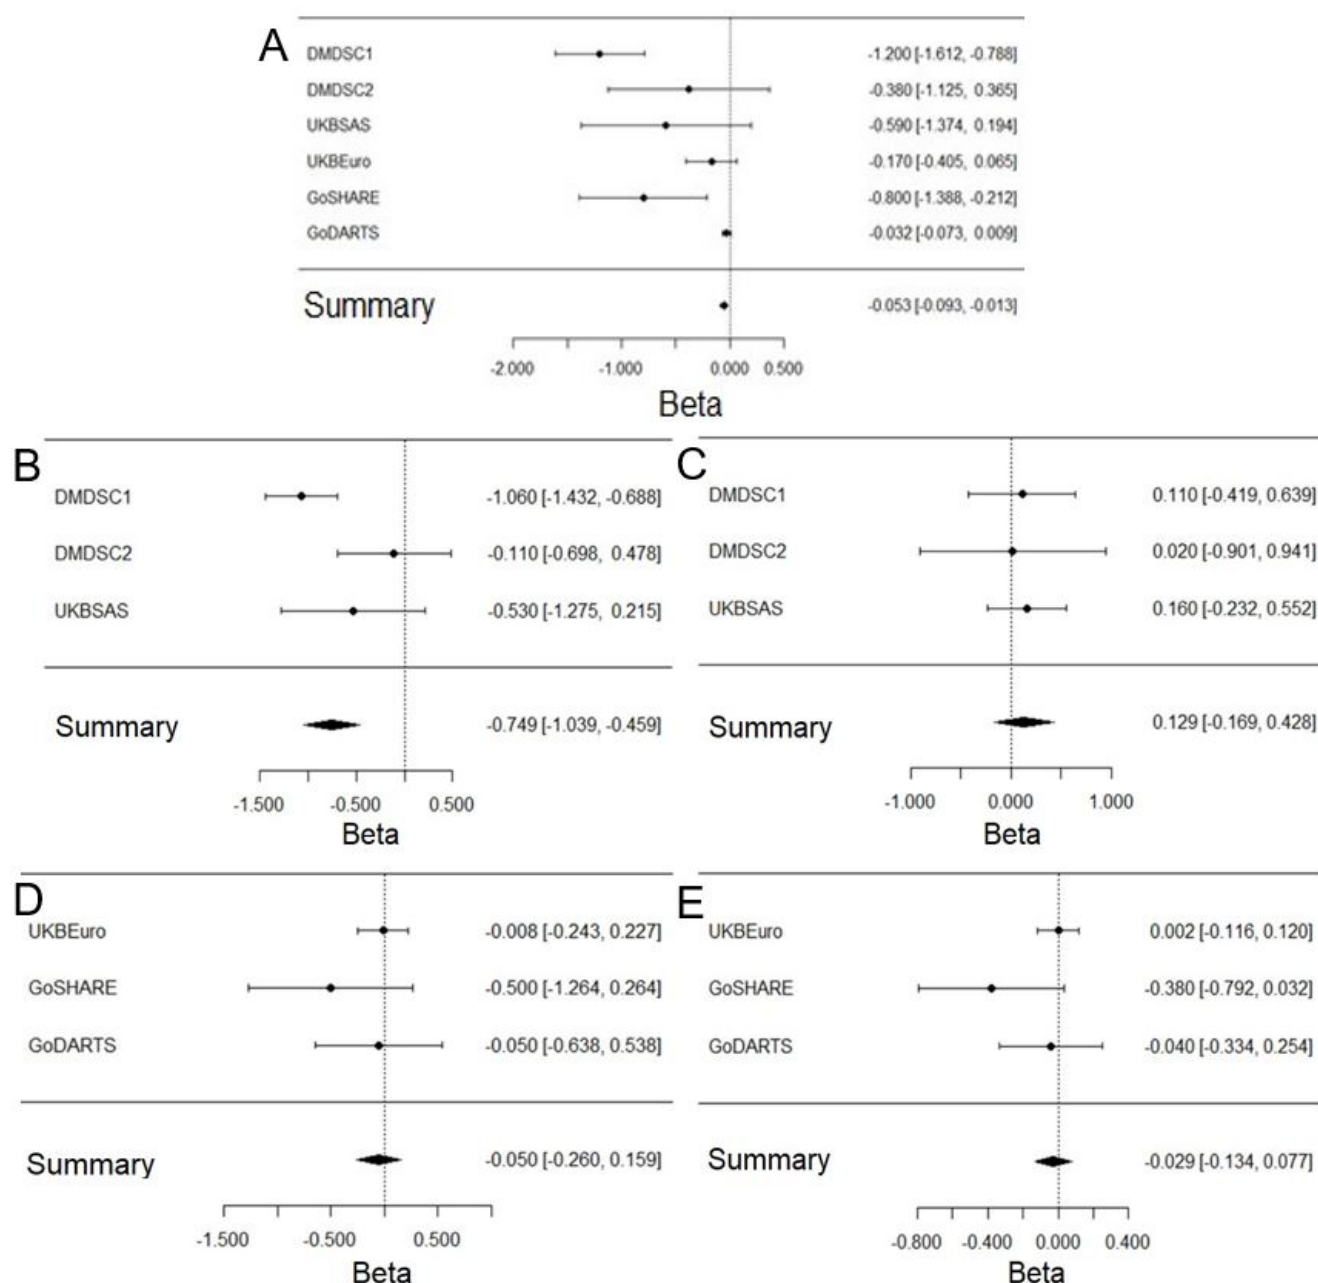 A
DMDSC1 -1.200 [-1.612, -0.788]
DMDSC2 -0.380 [-1.125, 0.365]
UKBSAS -0.590 [-1.374, 0.194]
UKBEuro -0.170 [-0.405, 0.065]
GoSHARE -0.800 [-1.388, -0.212]
GoDARTS -0.032 [-0.073, 0.009]
Summary -0.053 [-0.093, -0.013]
-2.000 -1.000 0.000 0.500
Beta
B
DMDSC1 -1.060 [-1.432, -0.688]
DMDSC2 -0.110 [-0.698, 0.478]
UKBSAS -0.530 [-1.275, 0.215]
Summary -0.749 [-1.039, -0.459]
-1.500 -0.500 0.500
Beta
C
DMDSC1 0.110 [-0.419, 0.639]
DMDSC2 0.020 [-0.901, 0.941]
UKBSAS 0.160 [-0.232, 0.552]
Summary 0.129 [-0.169, 0.428]
-1.000 0.000 1.000
Beta
D
UKBEuro -0.008 [-0.243, 0.227]
GoSHARE -0.500 [-1.264, 0.264]
GoDARTS -0.050 [-0.638, 0.538]
Summary -0.050 [-0.260, 0.159]
-1.500 -0.500 0.500
Beta
E
UKBEuro 0.002 [-0.116, 0.120]
GoSHARE -0.380 [-0.792, 0.032]
GoDARTS -0.040 [-0.334, 0.254]
Summary -0.029 [-0.134, 0.077]
-0.800 -0.400 0.000 0.400
Beta